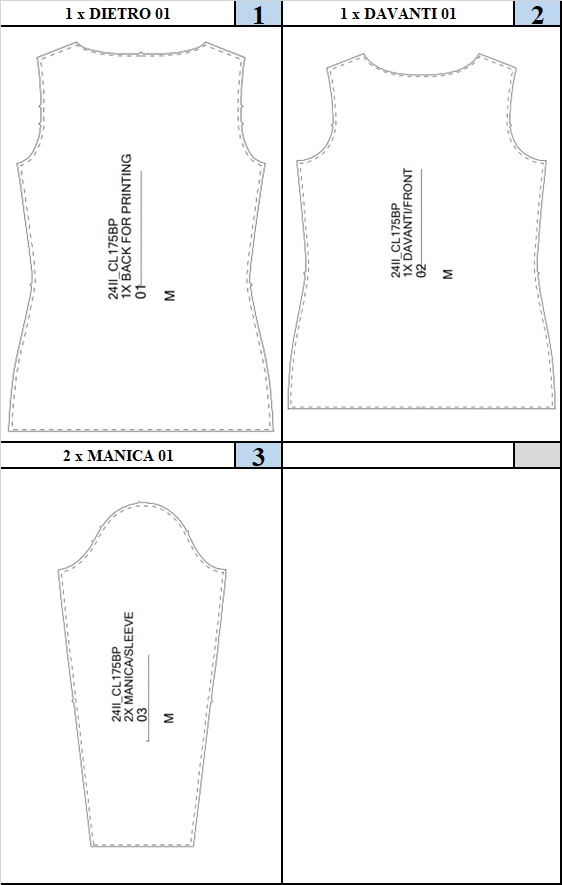 1 x DIETRO 01
1
1 x DAVANTI 01
2
24II_CL175BP
1X BACK FOR PRINTING
01
M
24II_CL175BP
1X DAVANTI/FRONT
02
M
2 x MANICA 01
3
24II_CL175BP
2X MANICA/SLEEVE
03
M